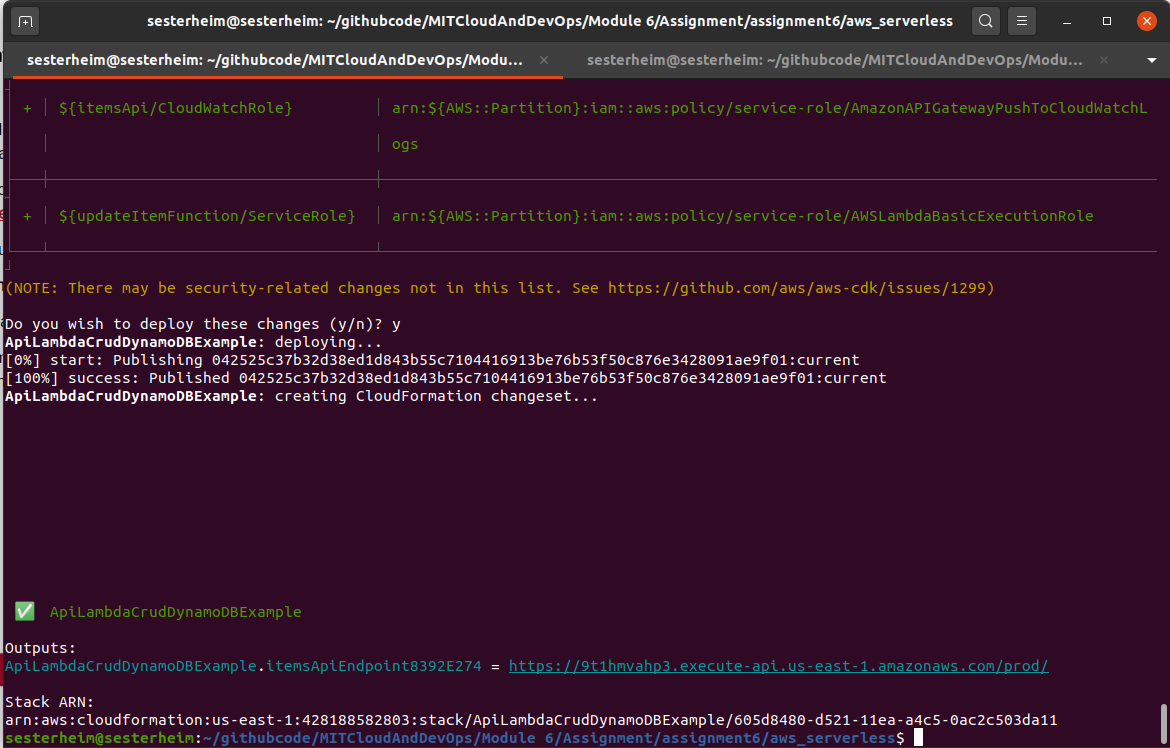 sesterheim@sesterheim: ~/githubcode/MITCloudAndDevOps/Module 6/Assignment/assignment6/aws_serverless
sesterheim@sesterheim: ~/githubcode/MITCloudAndDevOps/Modu... sesterheim@sesterheim: ~/githubcode/MITCloudAndDevOps/Modu...
+ │ ${itemsApi/CloudWatchRole} │ arn:${AWS::Partition}:iam::aws:policy/service-role/AmazonAPIGatewayPushToCloudWatchL
ogs
+ │ ${updateItemFunction/ServiceRole} │ arn:${AWS::Partition}:iam::aws:policy/service-role/AWSLambdaBasicExecutionRole
(NOTE: There may be security-related changes not in this list. See https://github.com/aws/aws-cdk/issues/1299)
Do you wish to deploy these changes (y/n)? y
ApiLambdaCrudDynamoDBExample: deploying...
[0%] start: Publishing 042525c37b32d38ed1d843b55c7104416913be76b53f50c876e3428091ae9f01:current
[100%] success: Published 042525c37b32d38ed1d843b55c7104416913be76b53f50c876e3428091ae9f01:current
ApiLambdaCrudDynamoDBExample: creating CloudFormation changeset...
✅ ApiLambdaCrudDynamoDBExample
Outputs:
ApiLambdaCrudDynamoDBExample.itemsApiEndpoint8392E274 = https://9t1hmvahp3.execute-api.us-east-1.amazonaws.com/prod/
Stack ARN:
arn:aws:cloudformation:us-east-1:428188582803:stack/ApiLambdaCrudDynamoDBExample/605d8480-d521-11ea-a4c5-0ac2c503da11
sesterheim@sesterheim:~/githubcode/MITCloudAndDevOps/Module 6/Assignment/assignment6/aws_serverless$